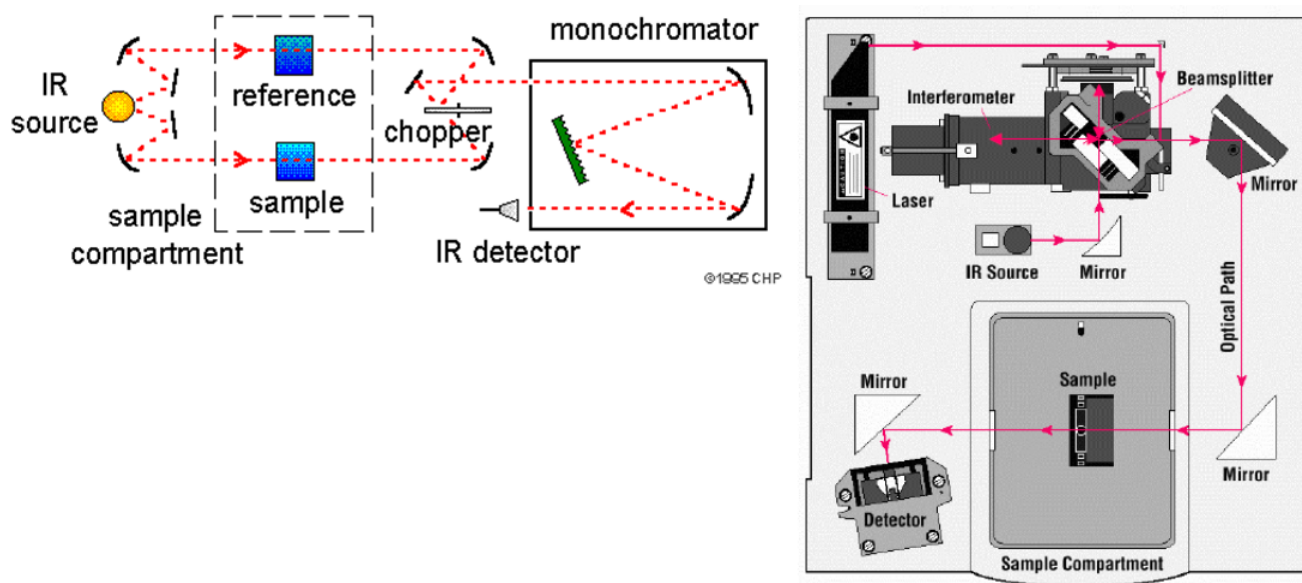 IR
source
reference
sample
sample
compartment
chopper
monochromator
IR detector
©1995 CHP
Interferometer
Beamsplitter
Laser
Mirror
IR Source
Mirror
Optical Path
Mirror
Sample
Mirror
Detector
Sample Compartment